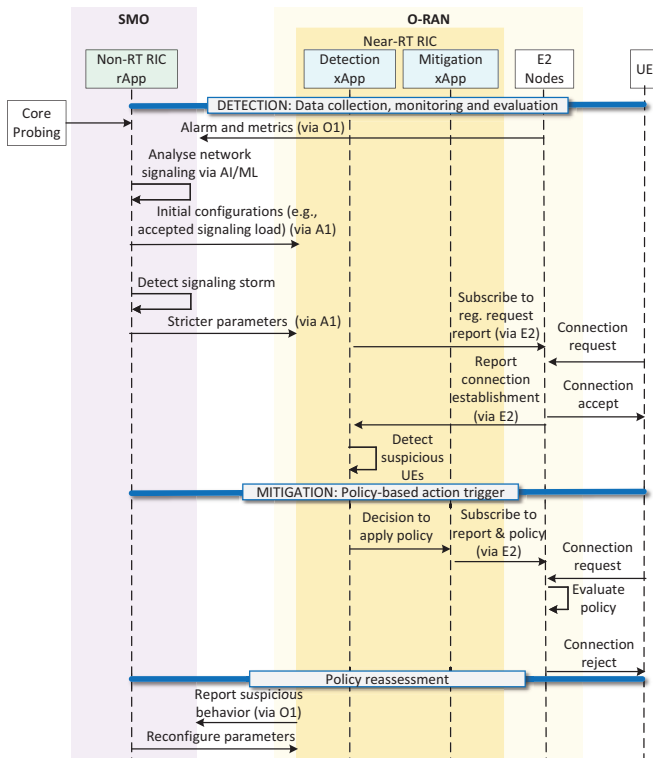 SMO
O-RAN
Near-RT RIC
Non-RT RIC
rApp
Detection
xApp
Mitigation
xApp
E2
Nodes
UE
Core
Probing
DETECTION: Data collection, monitoring and evaluation
Alarm and metrics (via O1)
Analyse network
signaling via AI/ML
Initial configurations (e.g.,
accepted signaling load) (via A1)
Detect signaling storm
Stricter parameters (via A1)
Subscribe to
reg. request
report (via E2)
Connection
request
Report
connection
establishment
(via E2)
Connection
accept
Detect
suspicious
UEs
MITIGATION: Policy-based action trigger
Decision to
apply policy
Subscribe to
report & policy
(via E2)
Connection
request
Evaluate
policy
Connection
reject
Policy reassessment
Report suspicious
behavior (via O1)
Reconfigure parameters